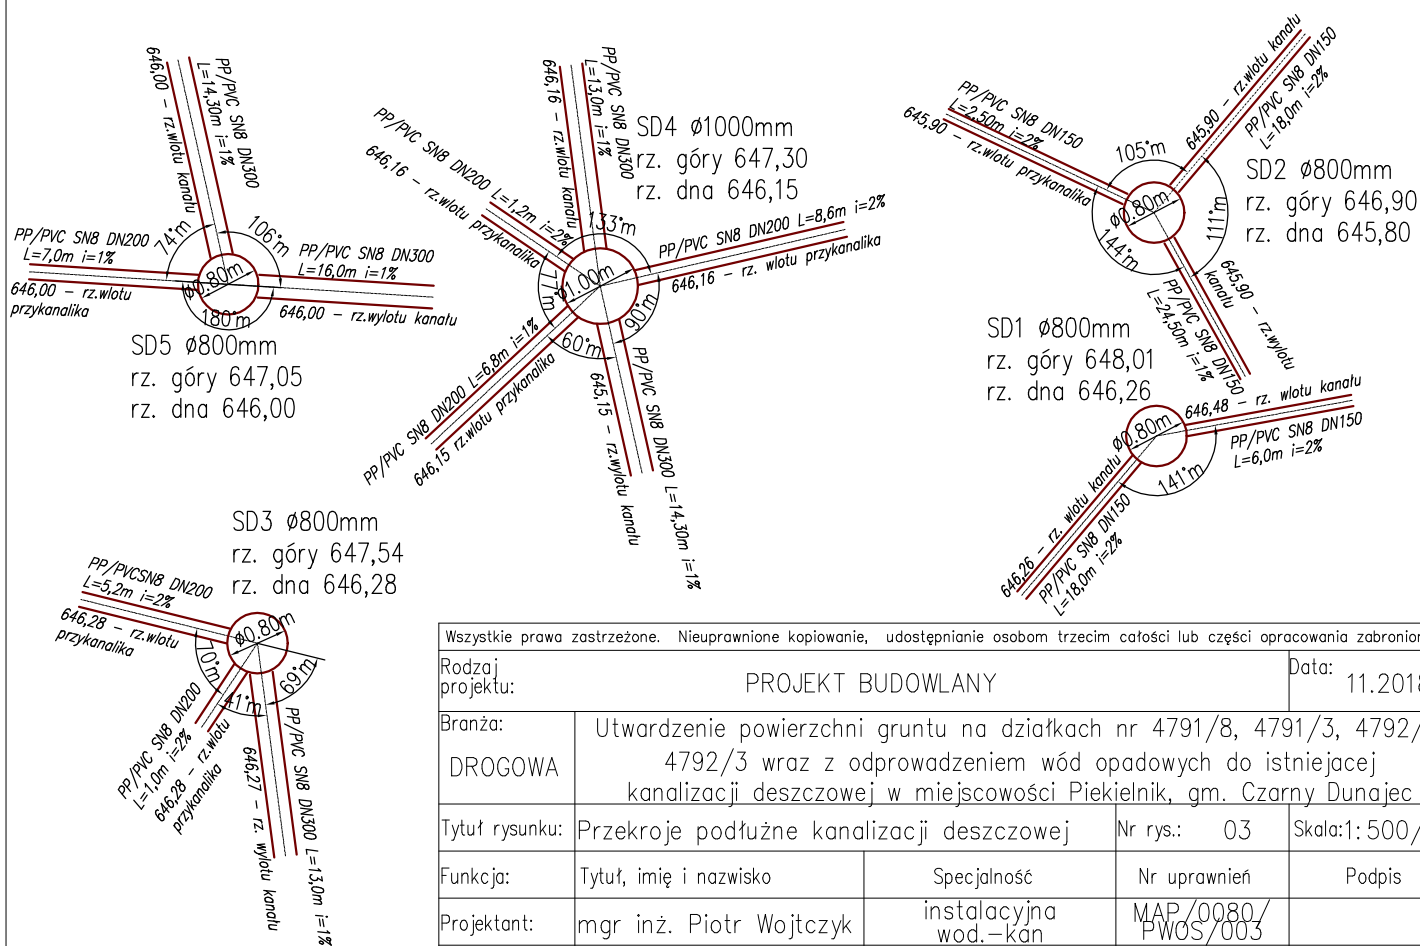 646,00 – rz.wlotu kanału
PP/PVC SN8 DN300
L=14,30m i=1%
74°m
106°m
PP/PVC SN8 DN200
L=7,0m i=1%
646,00 – rz.wlotu
przykanalika
PP/PVC SN8 DN300
L=16,0m i=1%
646,00 – rz.wylotu kanału
Ø0.80m
180°m
SD5 Ø800mm
rz. góry 647,05
rz. dna 646,00
646,16 – rz.wlotu kanału
PP/PVC SN8 DN300
L=13,0m i=1%
PP/PVC SN8 DN200 L=1,2m i=2%
646,16 – rz.wlotu przykanalika
SD4 Ø1000mm
rz. góry 647,30
rz. dna 646,15
133°m
PP/PVC SN8 DN200 L=8,6m i=2%
646,16 – rz. wlotu przykanalika
77°m
Ø1.00m
90°m
60°m
PP/PVC SN8 DN200 L=6,8m i=1%
646,15 rz.wlotu przykanalika
645,15 – rz.wylotu kanału
PP/PVC SN8 DN300 L=14,30m i=1%
PP/PVC SN8 DN150
L=2,50m i=2%
645,90 – rz.wlotu przykanalika
645,90 – rz.wlotu kanału
PP/PVC SN8 DN150
L=18,0m i=2%
105°m
Ø0.80m
144°m
111°m
SD2 Ø800mm
rz. góry 646,90
rz. dna 645,80
645,90 – rz.wylotu
kanału
PP/PVC SN8 DN150
L=24,50m i=1%
SD1 Ø800mm
rz. góry 648,01
rz. dna 646,26
646,48 – rz. wlotu kanału
PP/PVC SN8 DN150
L=6,0m i=2%
Ø0.80m
141°m
646,26 – rz. wlotu kanału
PP/PVC SN8 DN150
L=18,0m i=2%
SD3 Ø800mm
rz. góry 647,54
rz. dna 646,28
PP/PVCSN8 DN200
L=5,2m i=2%
646,28 – rz.wlotu
przykanalika
Ø0.80m
70°m
41°m
69°m
PP/PVC SN8 DN200
L=1,0m i=2%
646,28 – rz.wlotu
przykanalika
646,27 – rz. wylotu kanału
PP/PVC SN8 DN300 L=13,0m i=1%
Wszystkie prawa zastrzeżone. Nieuprawnione kopiowanie, udostępnianie osobom trzecim całości lub części opracowania zabronion
Rodzaj
projektu:
PROJEKT BUDOWLANY
Data:
11.2018
Branża:
DROGOWA
Utwardzenie powierzchni gruntu na działkach nr 4791/8, 4791/3, 4792/
4792/3 wraz z odprowadzeniem wód opadowych do istniejacej
kanalizacji deszczowej w miejscowości Piekielnik, gm. Czarny Dunajec
Tytuł rysunku: Przekroje podłużne kanalizacji deszczowej
Nr rys.: 03
Skala:1:500/
Funkcja: Tytuł, imię i nazwisko Specjalność Nr uprawnień Podpis
Projektant: mgr inż. Piotr Wojtczyk
instalacyjna
wod.–kan
MAP/0080/
PWOS/003